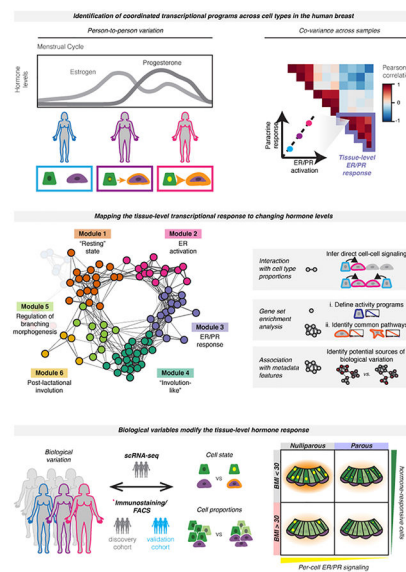 Identification of coordinated transcriptional programs across cell types in the human breast
Person-to-person variation
Co-variance across samples
Menstrual Cycle
Hormone
levels
Estrogen
Progesterone
Pearson
correlati
1
0
-1
Paracrine
response
ER/PR
activation
Tissue-level
ER/PR
response
Mapping the tissue-level transcriptional response to changing hormone levels
Module 1
"Resting"
state
Module 2
ER
activation
Module 5
Regulation of
branching
morphogenesis
Module 3
ER/PR
response
Module 6
Post-lactational
involution
Module 4
"Involution-
like"
Interaction
with cell type
proportions
Infer direct cell-cell signaling
Gene set
enrichment
analysis
i. Define activity programs
ii. Identify common pathways
Association
with metadata
features
Identify potential sources of
biological variation
vs.
Biological variables modify the tissue-level hormone response
Biological
variation
scRNA-seq
Immunostaining/
FACS
discovery
cohort
validation
cohort
Cell state
vs
Cell proportions
vs
Nulliparous
Parous
BMI < 30
BMI > 30
hormone-responsive cells
Per-cell ER/PR signaling